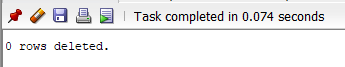 Task completed in 0.074 seconds
0 rows deleted.